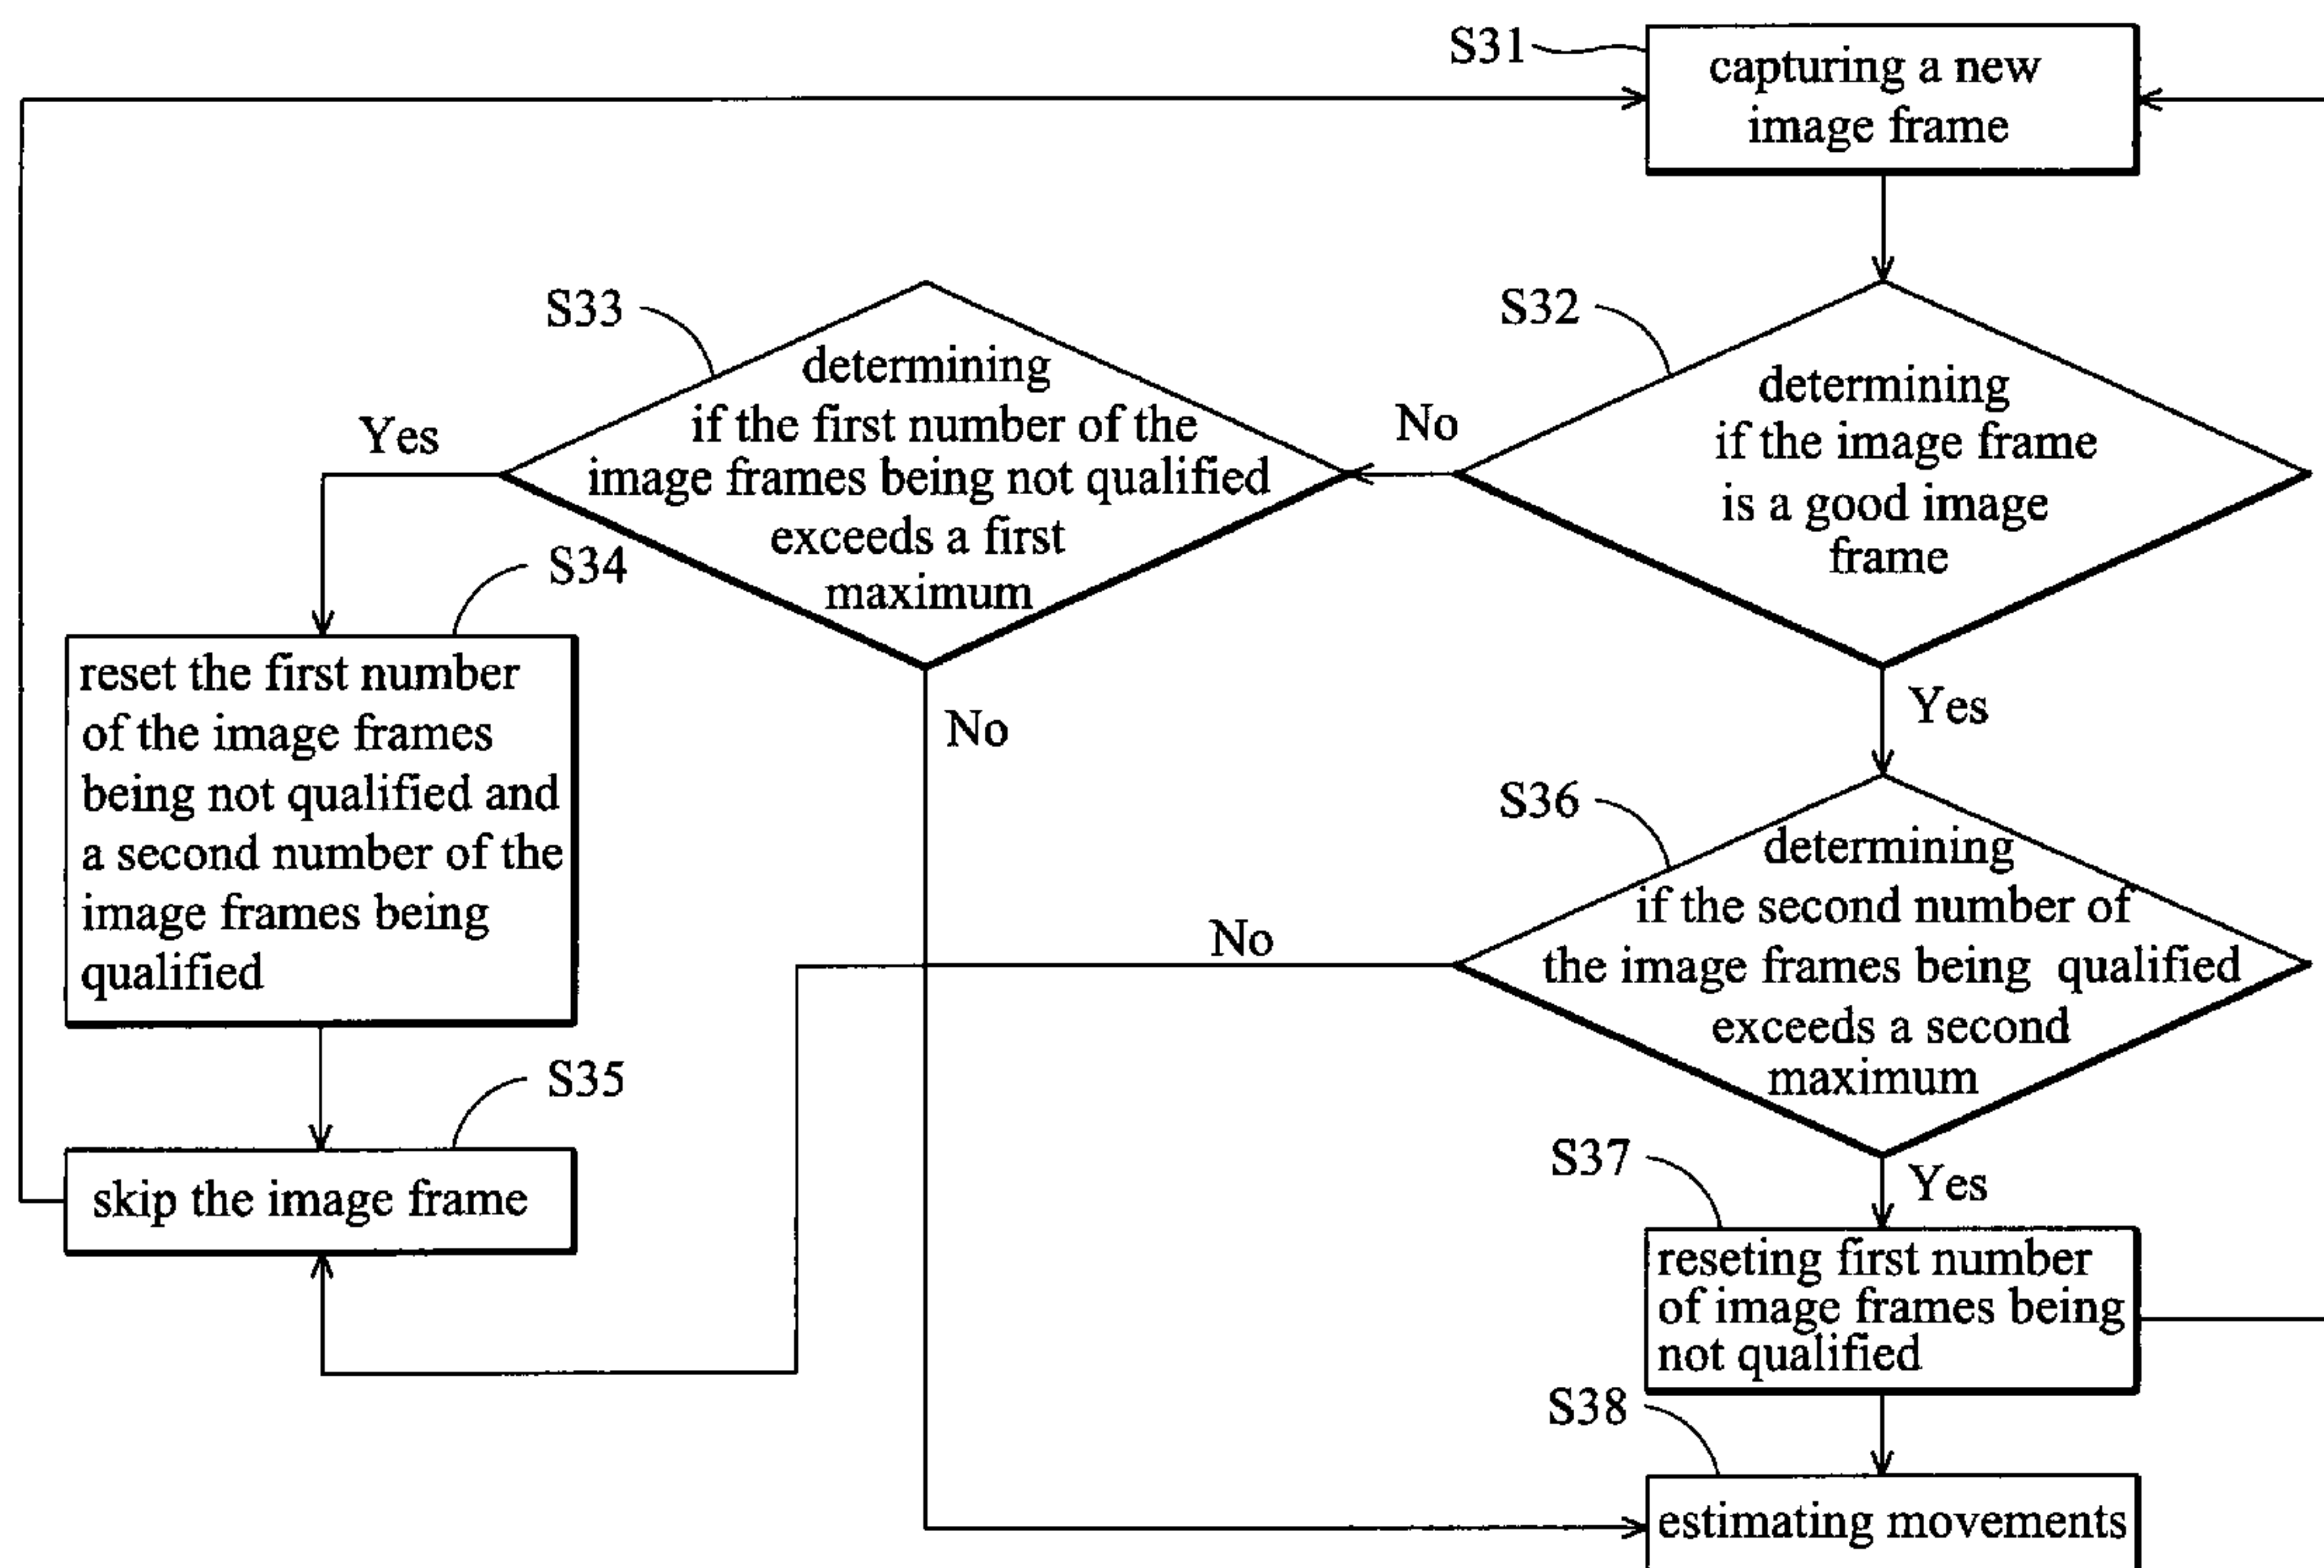 S31
capturing a new
image frame
S32
determining
if the image frame
is a good image
frame
No
Yes
S33
determining
if the first number of the
image frames being not qualified
exceeds a first
maximum
Yes
No
S34
reset the first number
of the image frames
being not qualified and
a second number of the
image frames being
qualified
S35
skip the image frame
S36
determining
if the second number of
the image frames being qualified
exceeds a second
maximum
No
Yes
S37
reseting first number
of image frames being
not qualified
S38
estimating movements